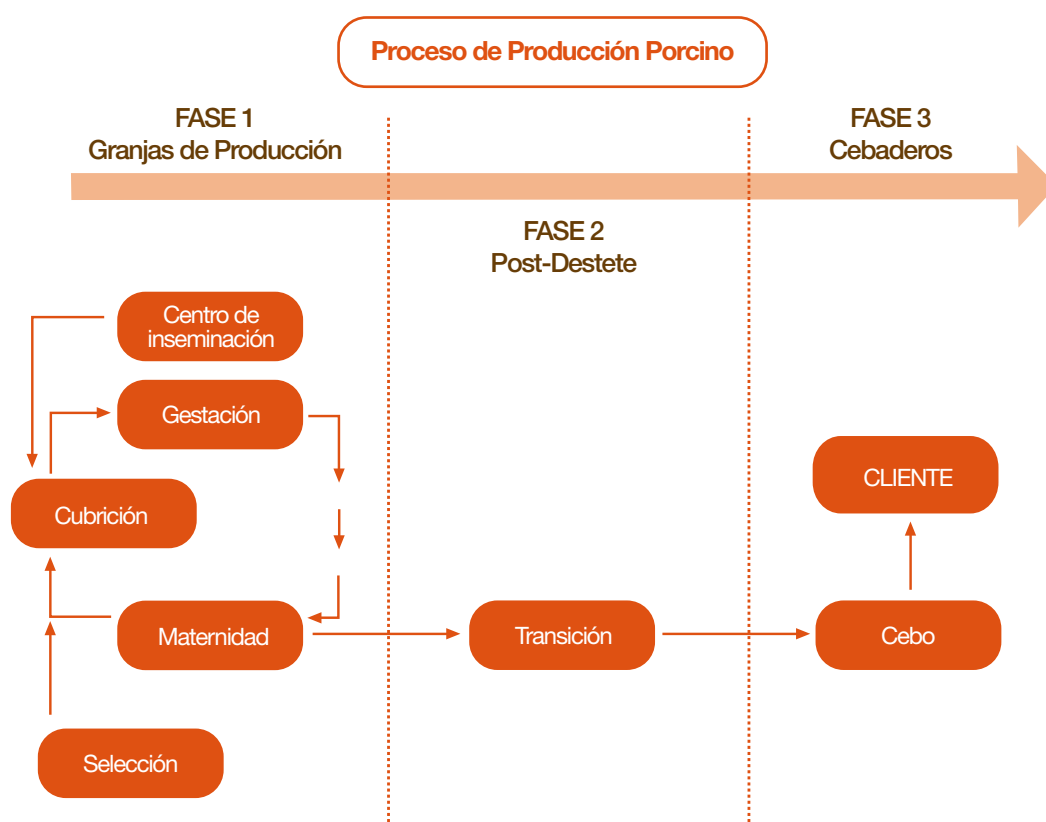 Proceso de Producción Porcino
FASE 1
Granjas de Producción
FASE 2
Post-Destete
FASE 3
Cebaderos
Centro de
inseminación
Gestación
Cubrición
Maternidad
Selección
Transición
CLIENTE
Cebo